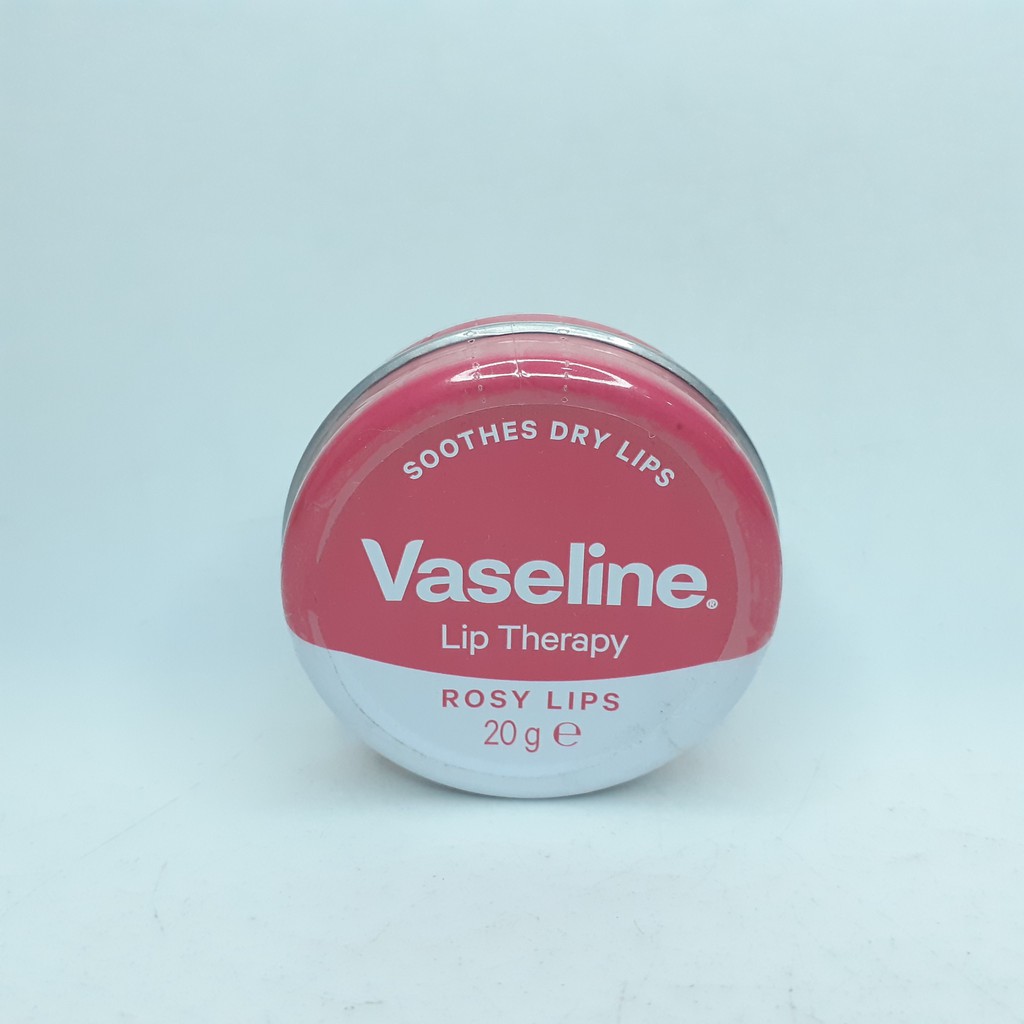 SOOTHES DRY LIPS
Vaseline®
Lip Therapy
ROSY LIPS
20 g ℮